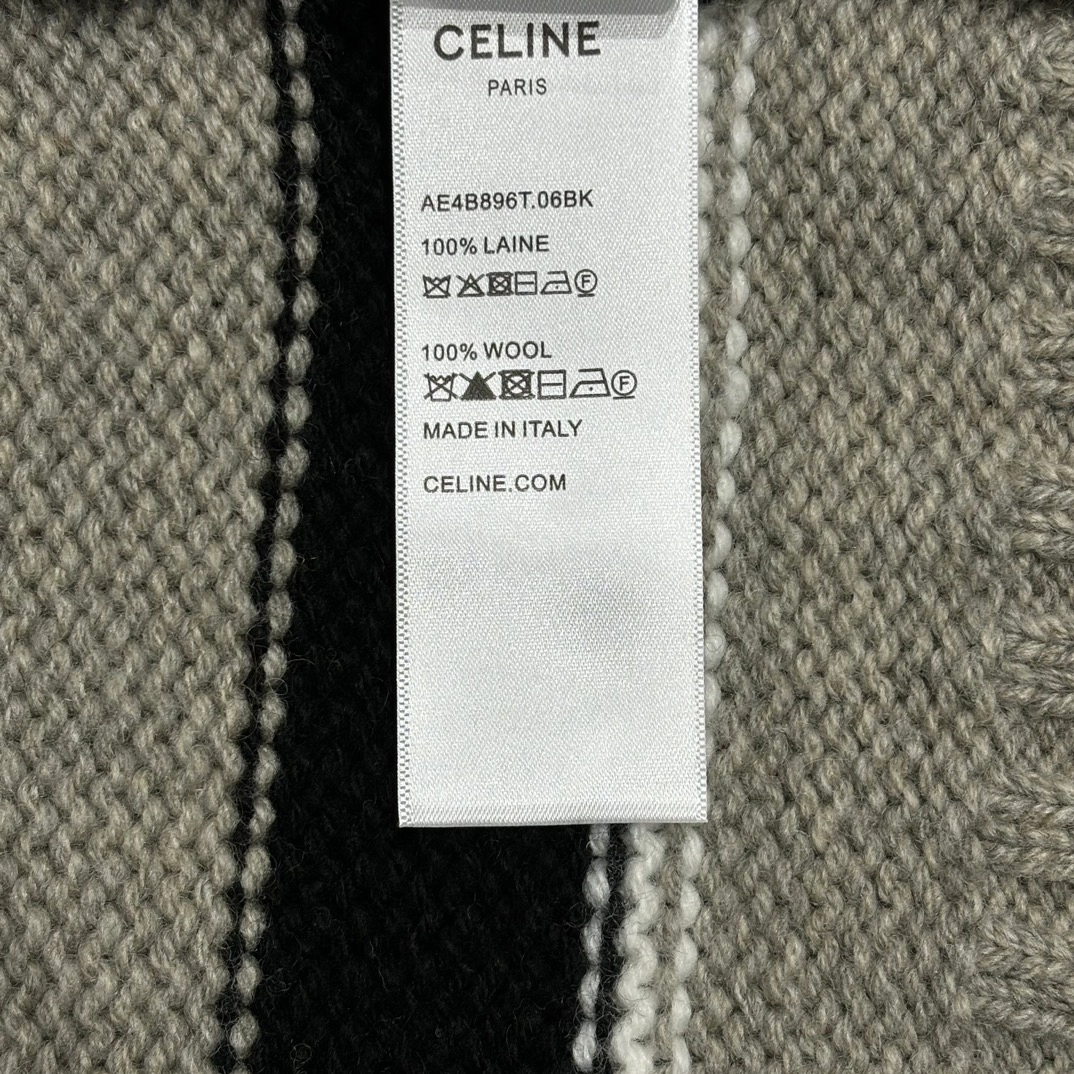 CELINE
PARIS
AE4B896T.06BK
100% LAINE
100% WOOL
MADE IN ITALY
CELINE.COM